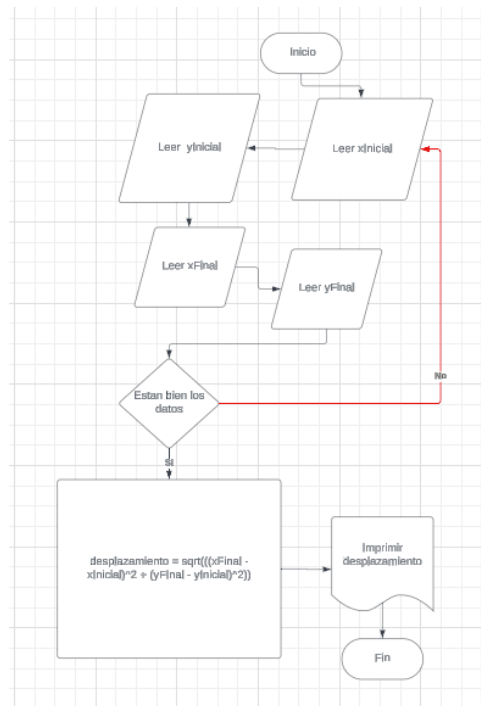 Inicio
Leer xInicial
Leer yInicial
Leer xFinal
Leer yFinal
Estan bien los
datos
No
Si
desplazamiento = sqrt(((xFinal -
xInicial)^2 + (yFinal - yInicial)^2))
Imprimir
desplazamiento
Fin